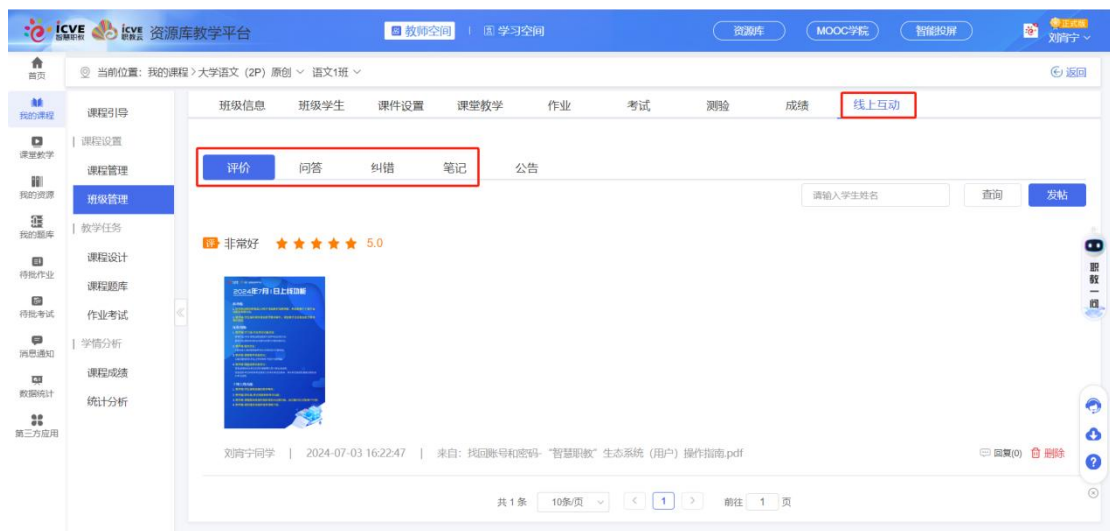 icve 智慧职教 icve 职教云 资源库教学平台 教师空间 学习空间 资源库 MOOC学院 智能投屏 正式版 刘宵宁
首页 当前位置：我的课程 > 大学语文（2P）原创 语文1班 返回
我的课程
课堂教学
我的资源
我的题库
待批作业
待批考试
消息通知
数据统计
第三方应用
课程引导
课程设置
课程管理
班级管理
教学任务
课程设计
课程题库
作业考试
学情分析
课程成绩
统计分析
班级信息 班级学生 课件设置 课堂教学 作业 考试 测验 成绩 线上互动
评价 问答 纠错 笔记 公告
请输入学生姓名 查询 发帖
评 非常好 5.0
2024年7月1日上线功能
刘宵宁同学 | 2024-07-03 16:22:47 | 来自：找回账号和密码-“智慧职教”生态系统（用户）操作指南.pdf 回复(0) 删除
共 1 条 10条/页 < 1 > 前往 1 页
职教一问